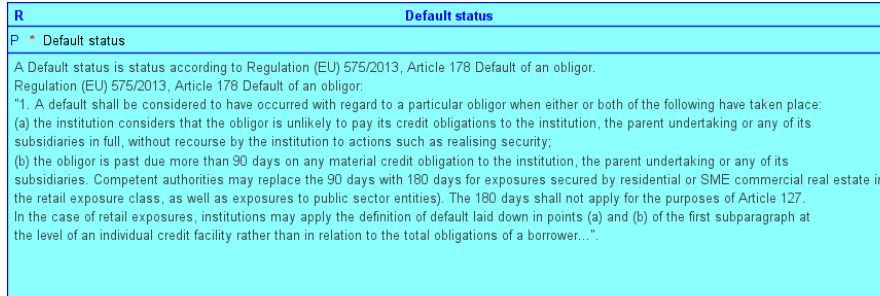 R Default status
P * Default status
A Default status is status according to Regulation (EU) 575/2013, Article 178 Default of an obligor.
Regulation (EU) 575/2013, Article 178 Default of an obligor:
"1. A default shall be considered to have occurred with regard to a particular obligor when either or both of the following have taken place:
(a) the institution considers that the obligor is unlikely to pay its credit obligations to the institution, the parent undertaking or any of its
subsidiaries in full, without recourse by the institution to actions such as realising security;
(b) the obligor is past due more than 90 days on any material credit obligation to the institution, the parent undertaking or any of its
subsidiaries. Competent authorities may replace the 90 days with 180 days for exposures secured by residential or SME commercial real estate in
the retail exposure class, as well as exposures to public sector entities). The 180 days shall not apply for the purposes of Article 127.
In the case of retail exposures, institutions may apply the definition of default laid down in points (a) and (b) of the first subparagraph at
the level of an individual credit facility rather than in relation to the total obligations of a borrower...".